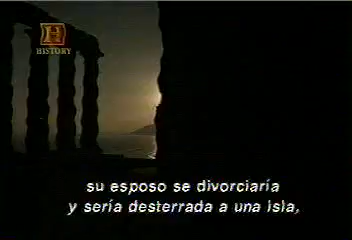 H
HISTORY
su esposo se divorciaría
y sería desterrada a una isla,